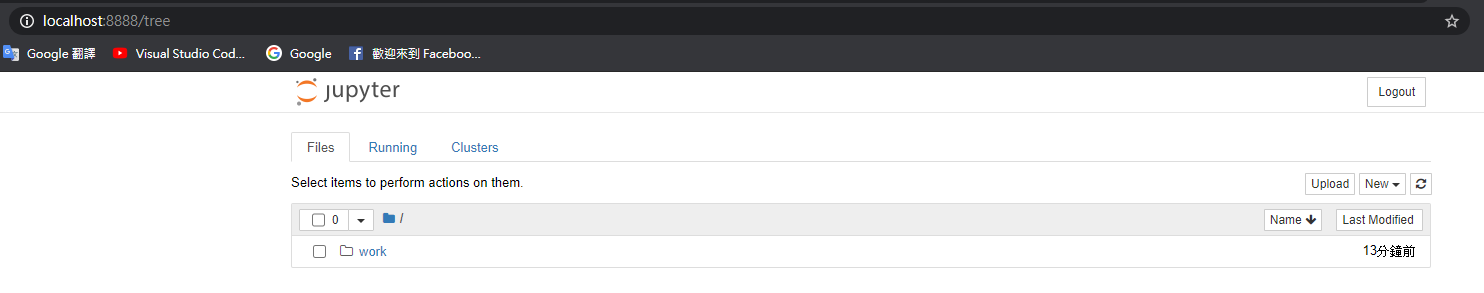 localhost:8888/tree
Google 翻譯 Visual Studio Cod... Google 歡迎來到 Faceboo...
jupyter Logout
Files Running Clusters
Select items to perform actions on them. Upload New
0 / Name Last Modified
work 13分鐘前